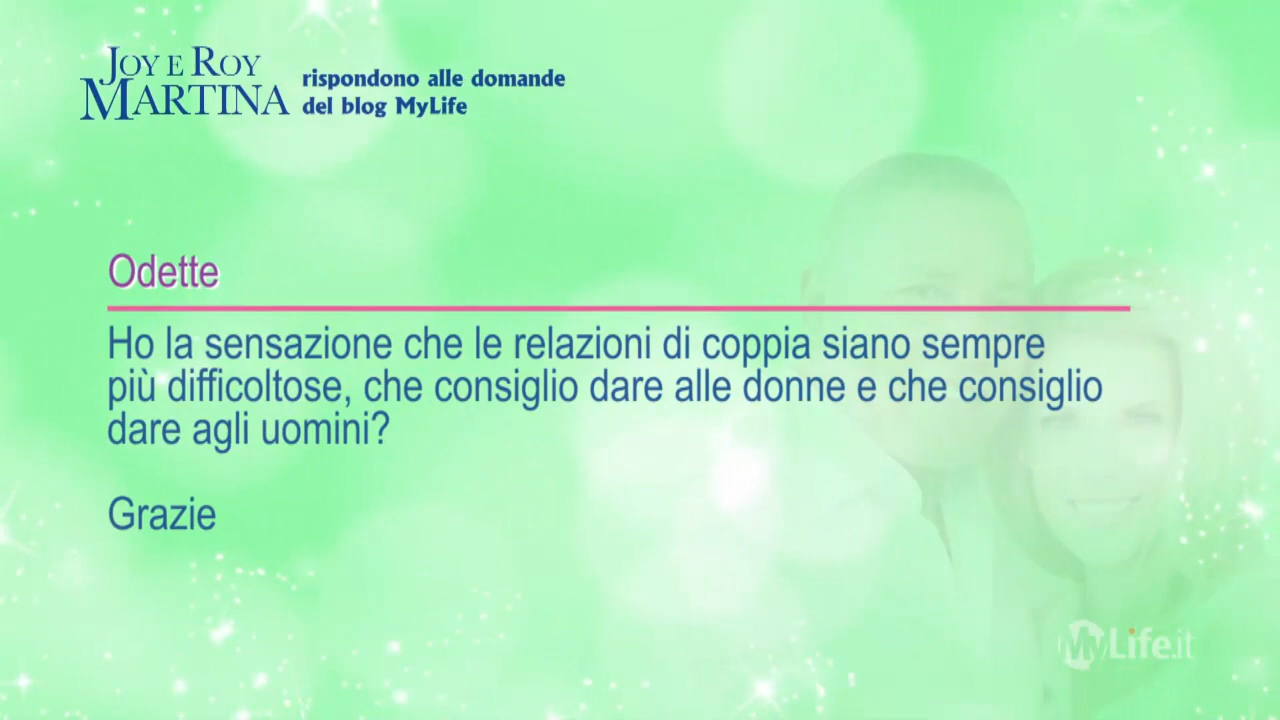 JOY E ROY
MARTINA
rispondono alle domande
del blog MyLife
Odette
Ho la sensazione che le relazioni di coppia siano sempre
più difficoltose, che consiglio dare alle donne e che consiglio
dare agli uomini?
Grazie
MyLife.it